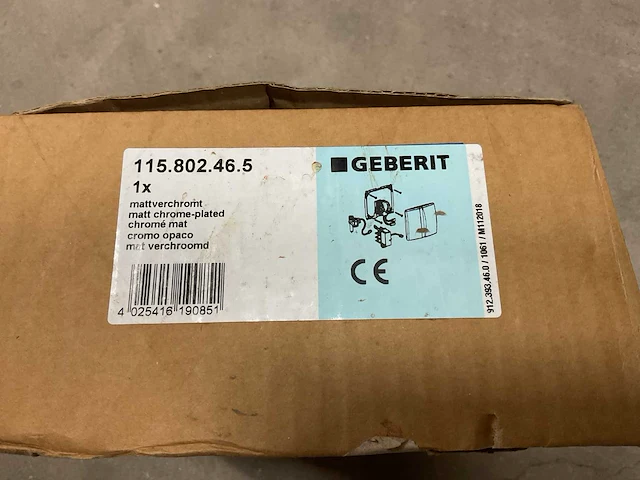 115.802.46.5
1x
mattverchromt
matt chrome-plated
chromé mat
cromo opaco
mat verchroomd
4 025416 190851
GEBERIT
CE
912.393.46.0 / 1061 / M112018